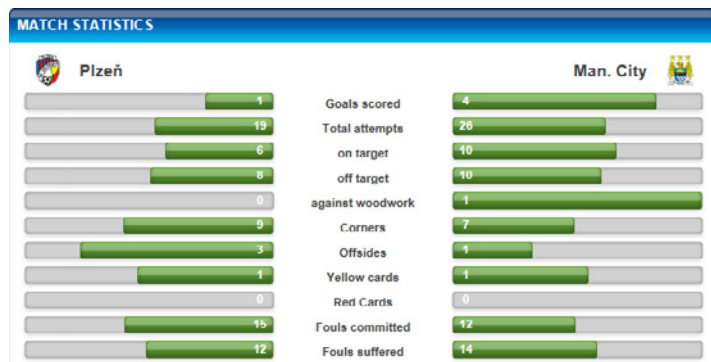 MATCH STATISTICS
Plzeň Man. City
1 Goals scored 4
19 Total attempts 26
6 on target 10
8 off target 10
0 against woodwork 1
9 Corners 7
3 Offsides 1
1 Yellow cards 1
0 Red Cards 0
15 Fouls committed 12
12 Fouls suffered 14